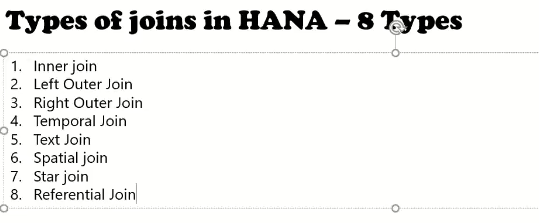 Types of joins in HANA – 8 Types
1. Inner join
2. Left Outer Join
3. Right Outer Join
4. Temporal Join
5. Text Join
6. Spatial join
7. Star join
8. Referential Join